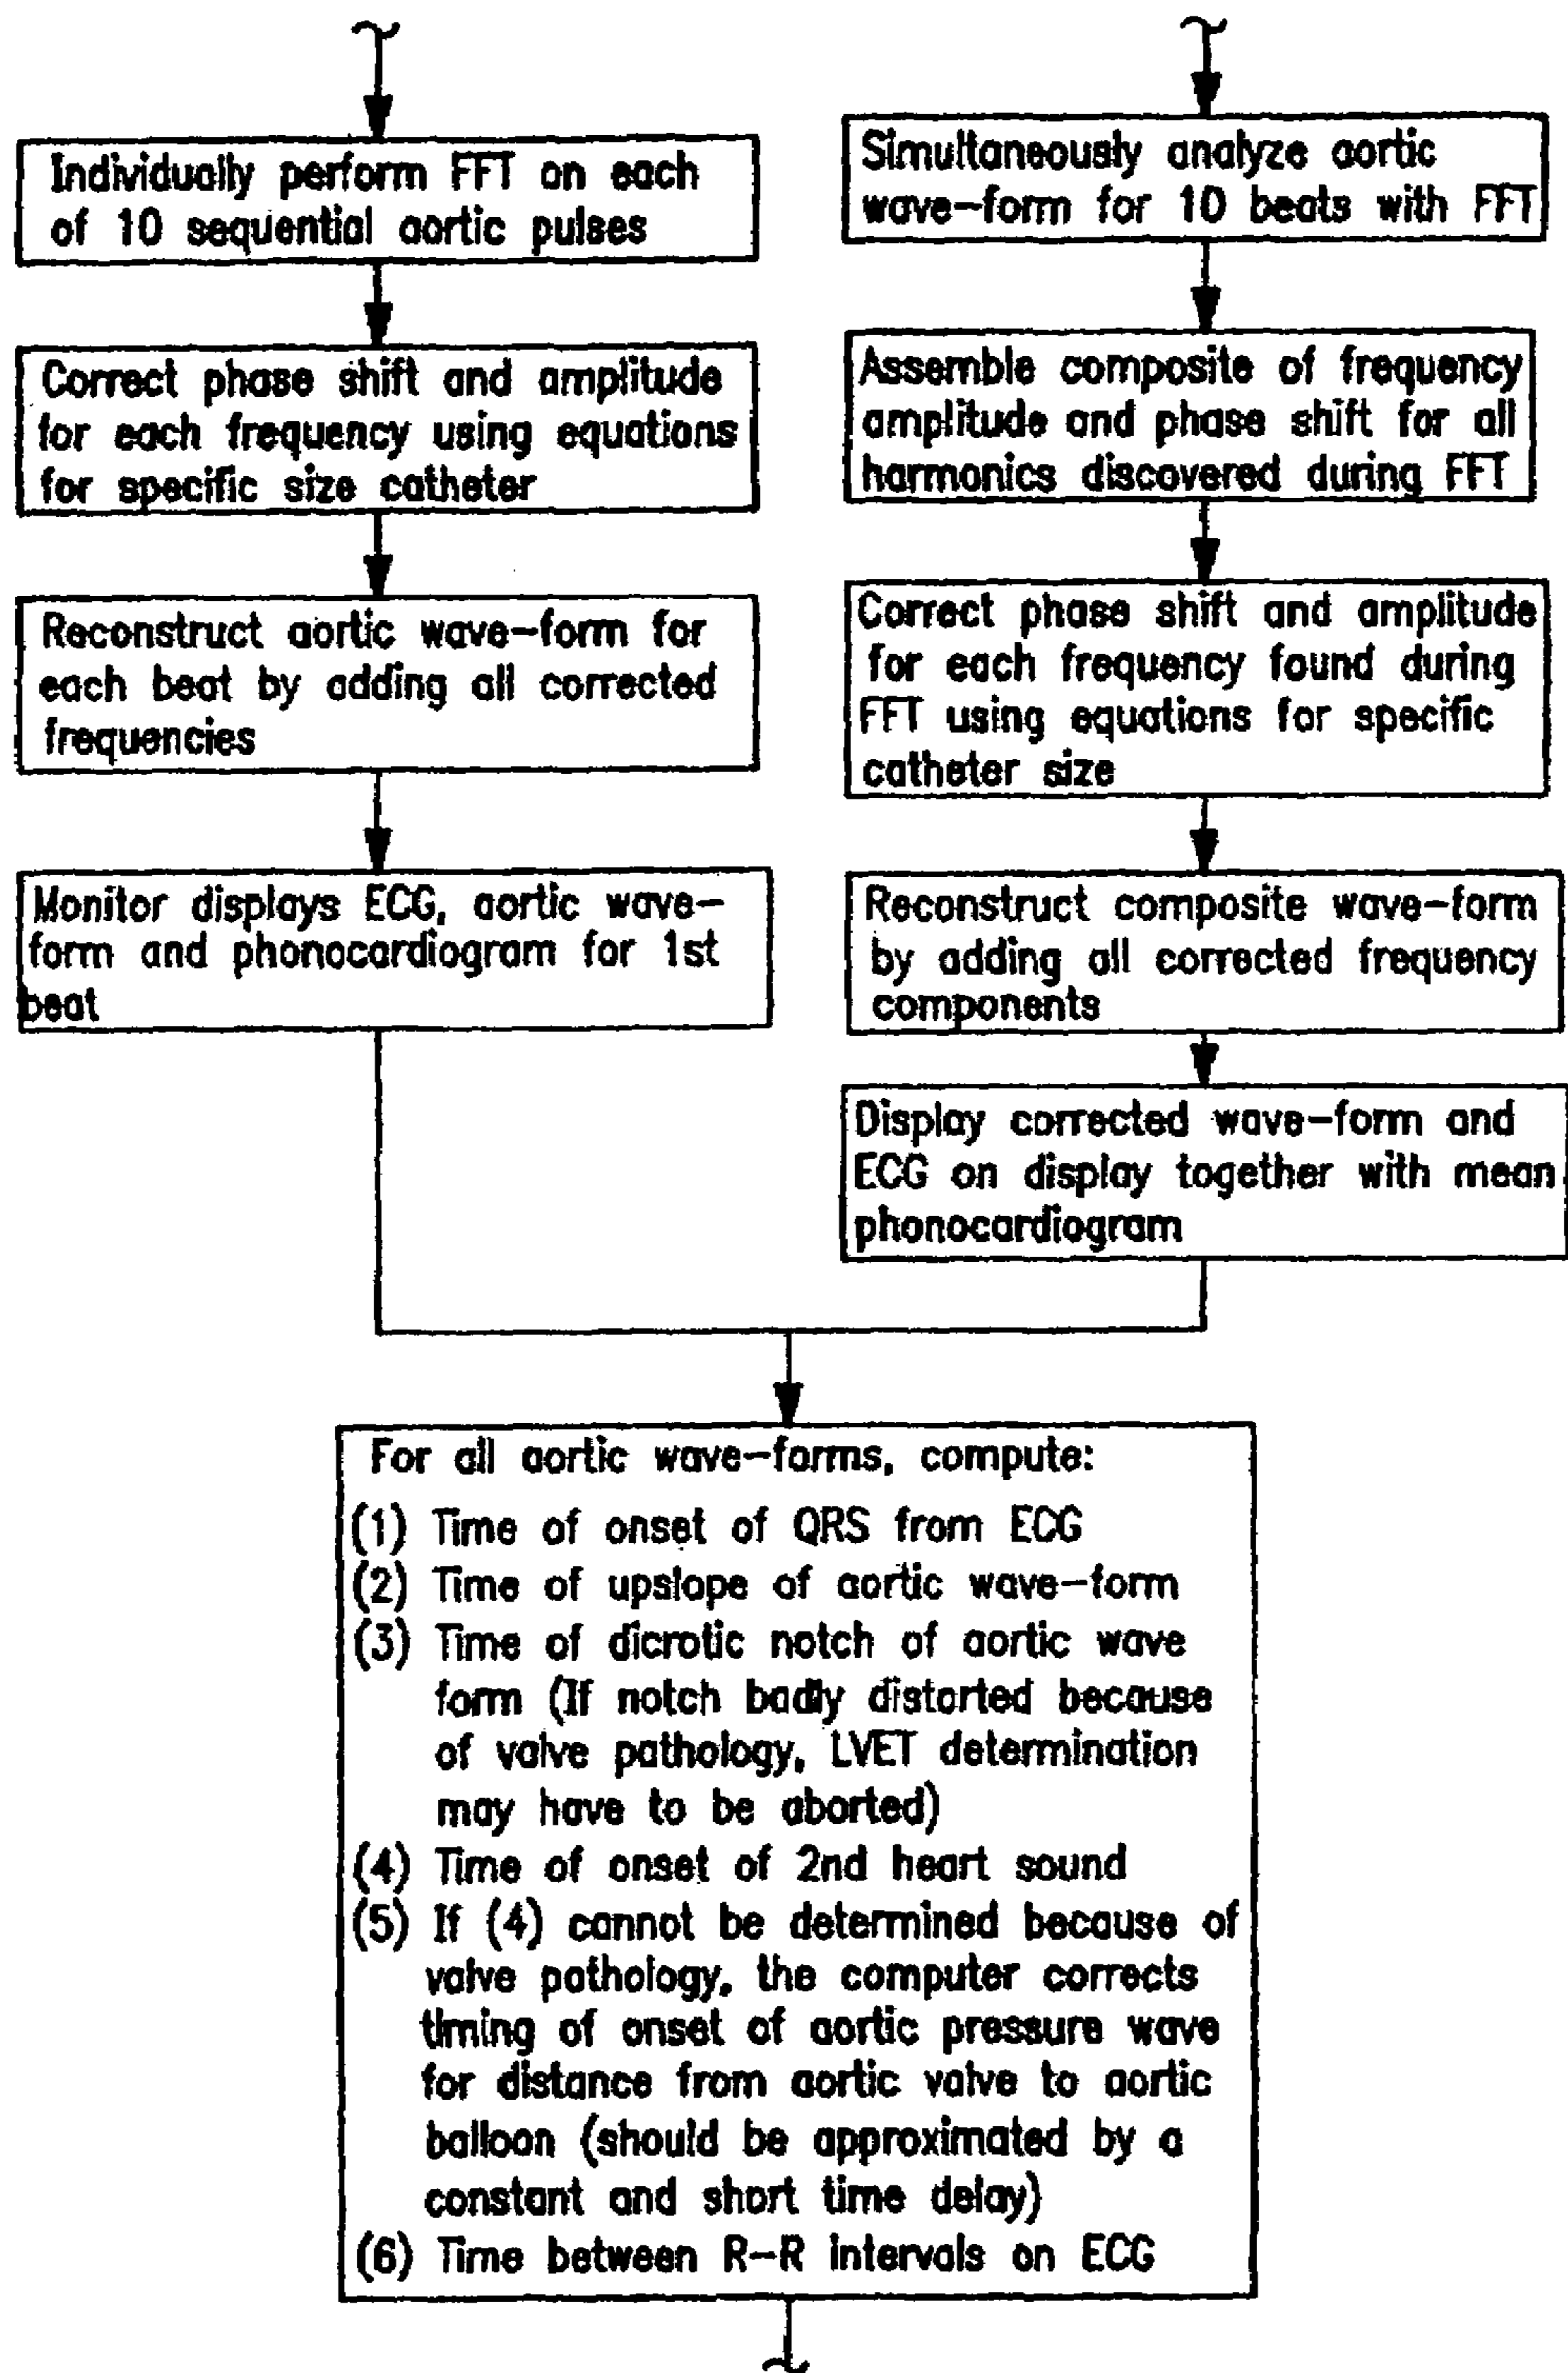 Individually perform FFT on each
of 10 sequential aortic pulses
Correct phase shift and amplitude
for each frequency using equations
for specific size catheter
Reconstruct aortic wave-form for
each beat by adding all corrected
frequencies
Monitor displays ECG, aortic wave-
form and phonocardiogram for 1st
beat
Simultaneously analyze aortic
wave-form for 10 beats with FFT
Assemble composite of frequency
amplitude and phase shift for all
harmonics discovered during FFT
Correct phase shift and amplitude
for each frequency found during
FFT using equations for specific
catheter size
Reconstruct composite wave-form
by adding all corrected frequency
components
Display corrected wave-form and
ECG on display together with mean
phonocardiogram
For all aortic wave-forms, compute:
(1) Time of onset of QRS from ECG
(2) Time of upslope of aortic wave-form
(3) Time of dicrotic notch of aortic wave
form (If notch badly distorted because
of valve pathology, LVET determination
may have to be aborted)
(4) Time of onset of 2nd heart sound
(5) If (4) cannot be determined because of
valve pathology, the computer corrects
timing of onset of aortic pressure wave
for distance from aortic valve to aortic
balloon (should be approximated by a
constant and short time delay)
(6) Time between R-R intervals on ECG